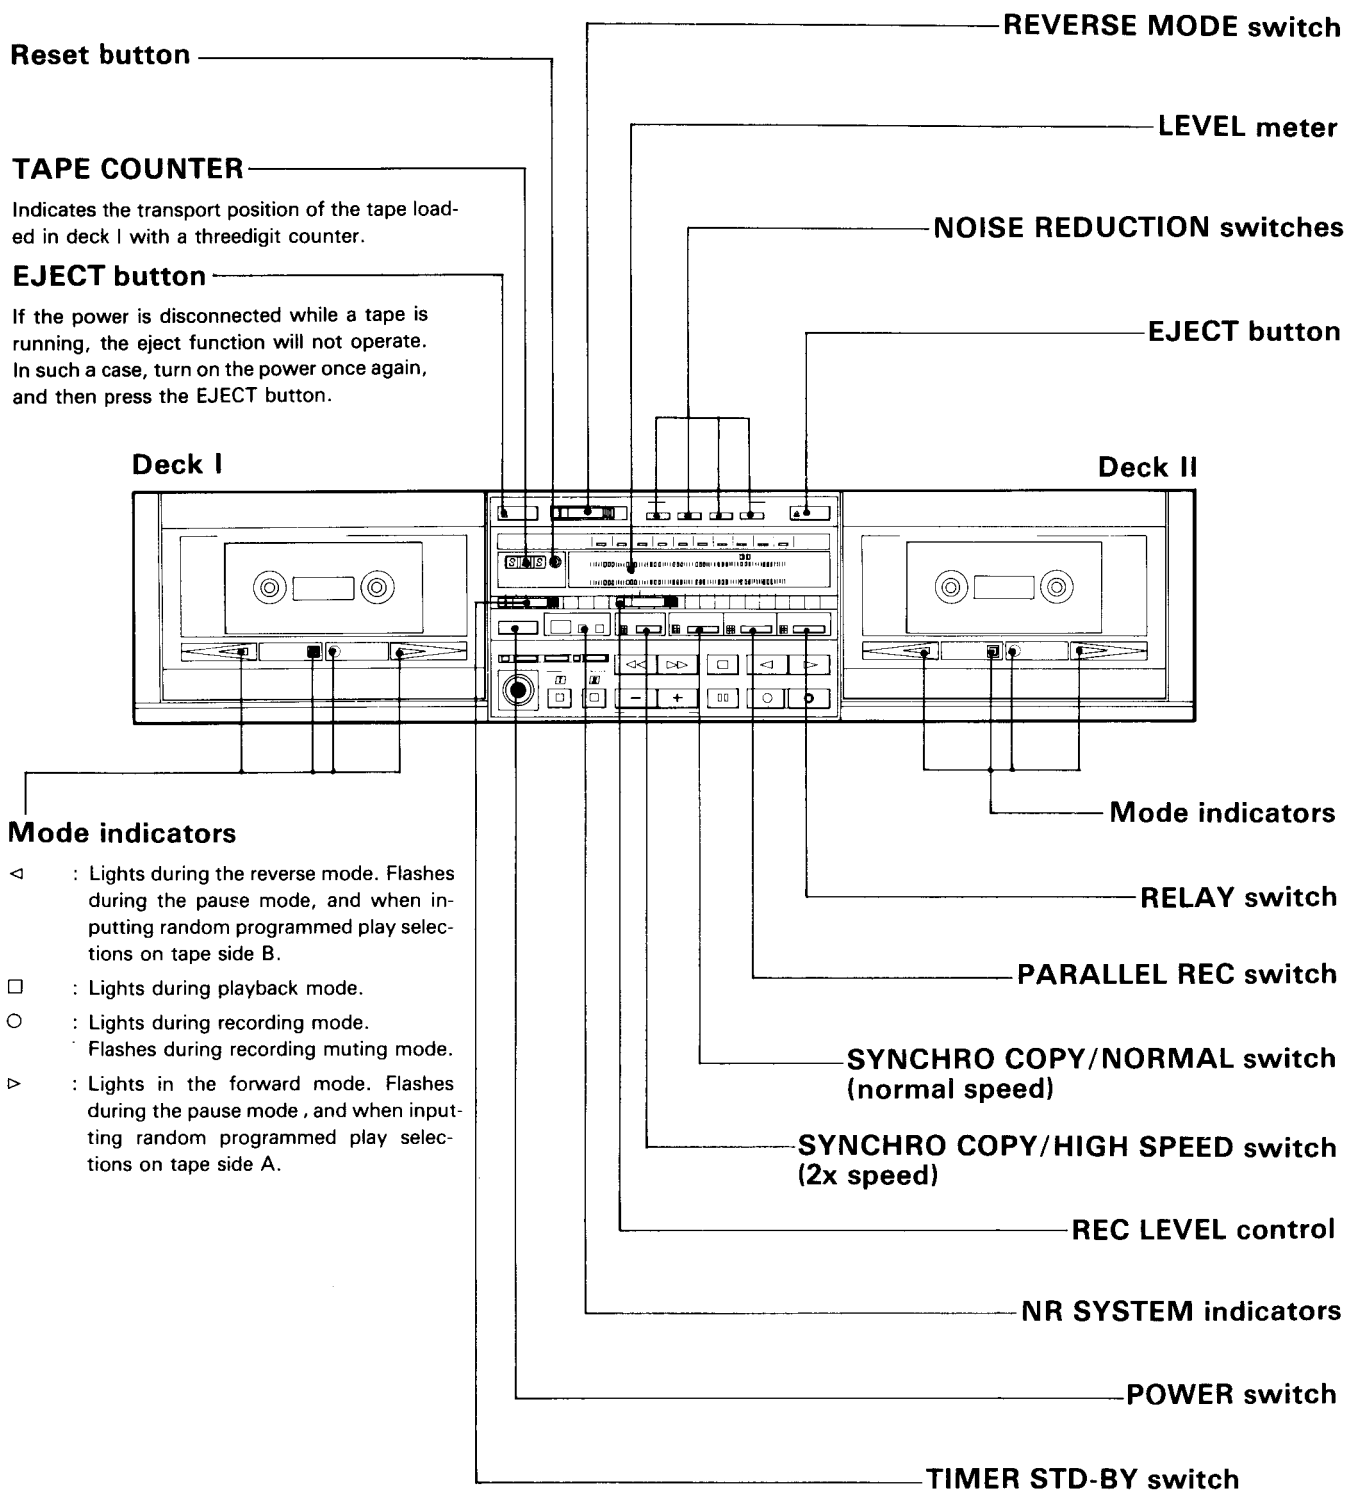 REVERSE MODE switch
Reset button
LEVEL meter
TAPE COUNTER
Indicates the transport position of the tape load-
ed in deck I with a threedigit counter.
NOISE REDUCTION switches
EJECT button
If the power is disconnected while a tape is
running, the eject function will not operate.
In such a case, turn on the power once again,
and then press the EJECT button.
EJECT button
Deck I
Deck II
Mode indicators
◁ : Lights during the reverse mode. Flashes
during the pause mode, and when in-
putting random programmed play selec-
tions on tape side B.
□ : Lights during playback mode.
○ : Lights during recording mode.
Flashes during recording muting mode.
▷ : Lights in the forward mode. Flashes
during the pause mode, and when input-
ting random programmed play selec-
tions on tape side A.
Mode indicators
RELAY switch
PARALLEL REC switch
SYNCHRO COPY/NORMAL switch
(normal speed)
SYNCHRO COPY/HIGH SPEED switch
(2x speed)
REC LEVEL control
NR SYSTEM indicators
POWER switch
TIMER STD-BY switch